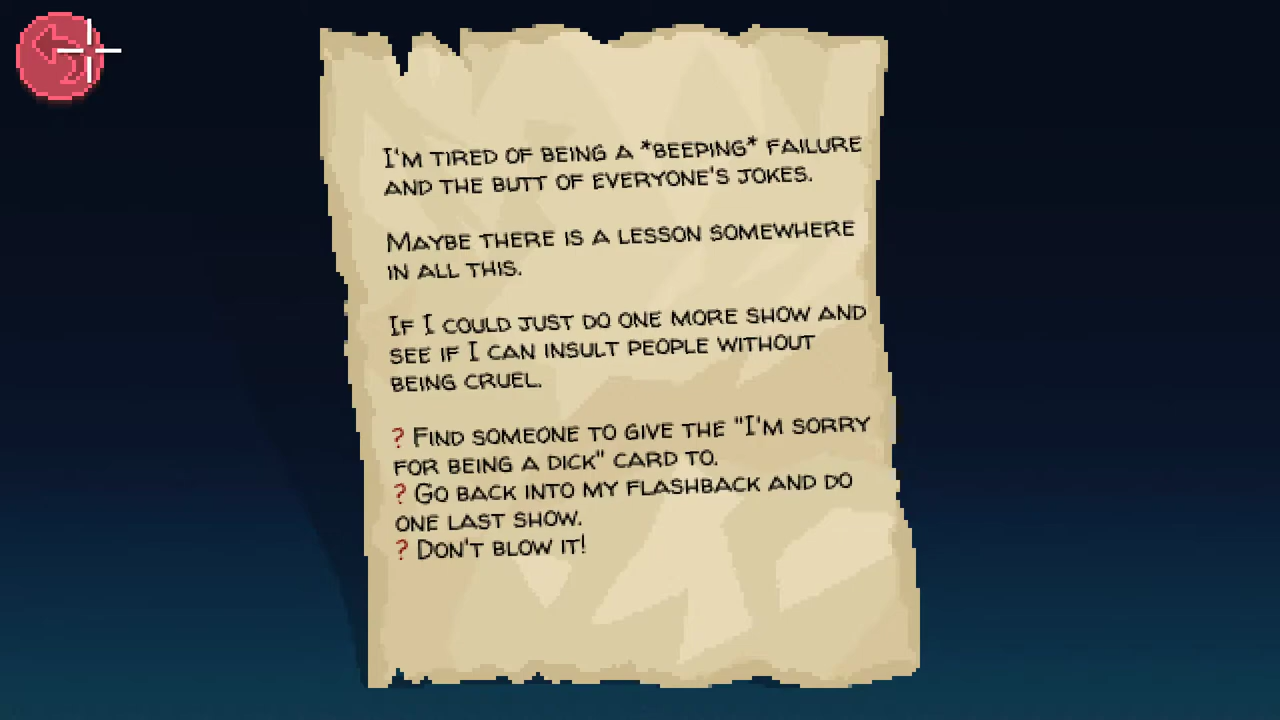 I'm tired of being a *beeping* failure
and the butt of everyone's jokes.
Maybe there is a lesson somewhere
in all this.
If I could just do one more show and
see if I can insult people without
being cruel.
? Find someone to give the "I'm sorry
for being a dick" card to.
? Go back into my flashback and do
one last show.
? Don't blow it!